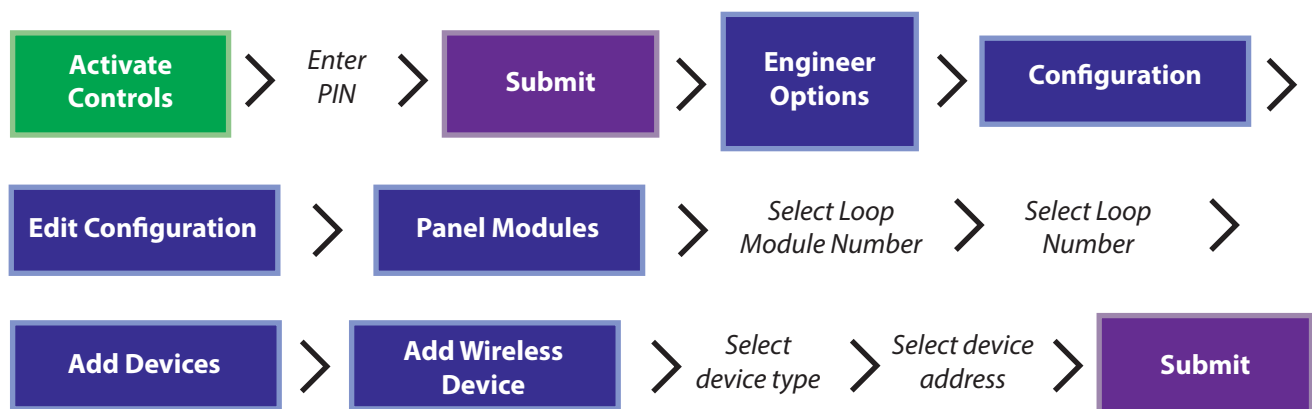 Activate
Controls
Enter
PIN
Submit
Engineer
Options
Configuration
Edit Configuration
Panel Modules
Select Loop
Module Number
Select Loop
Number
Add Devices
Add Wireless
Device
Select
device type
Select device
address
Submit